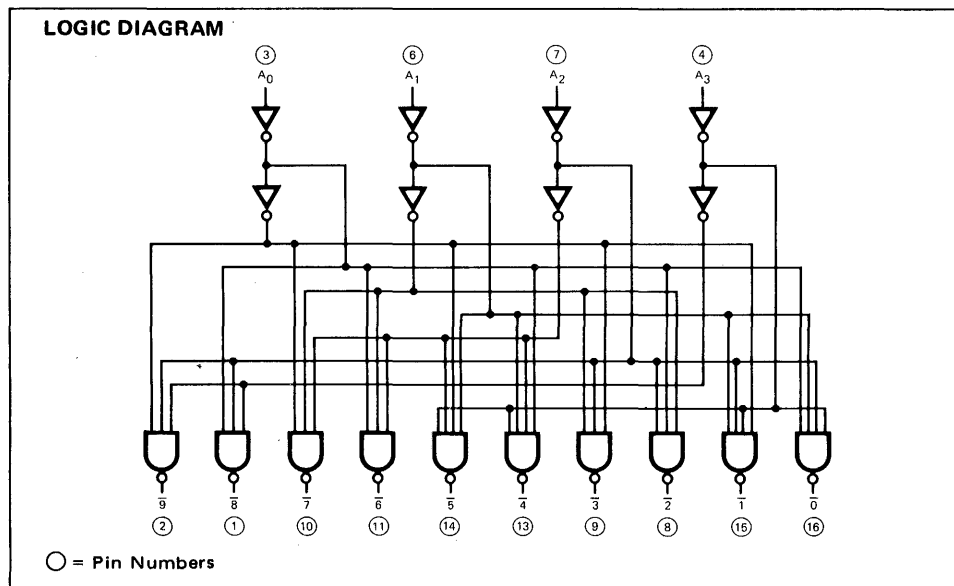 LOGIC DIAGRAM
3 6 7 4
A0 A1 A2 A3
9̅ 8̅ 7̅ 6̅ 5̅ 4̅ 3̅ 2̅ 1̅ 0̅
2 1 10 11 14 13 9 8 16 16
= Pin Numbers